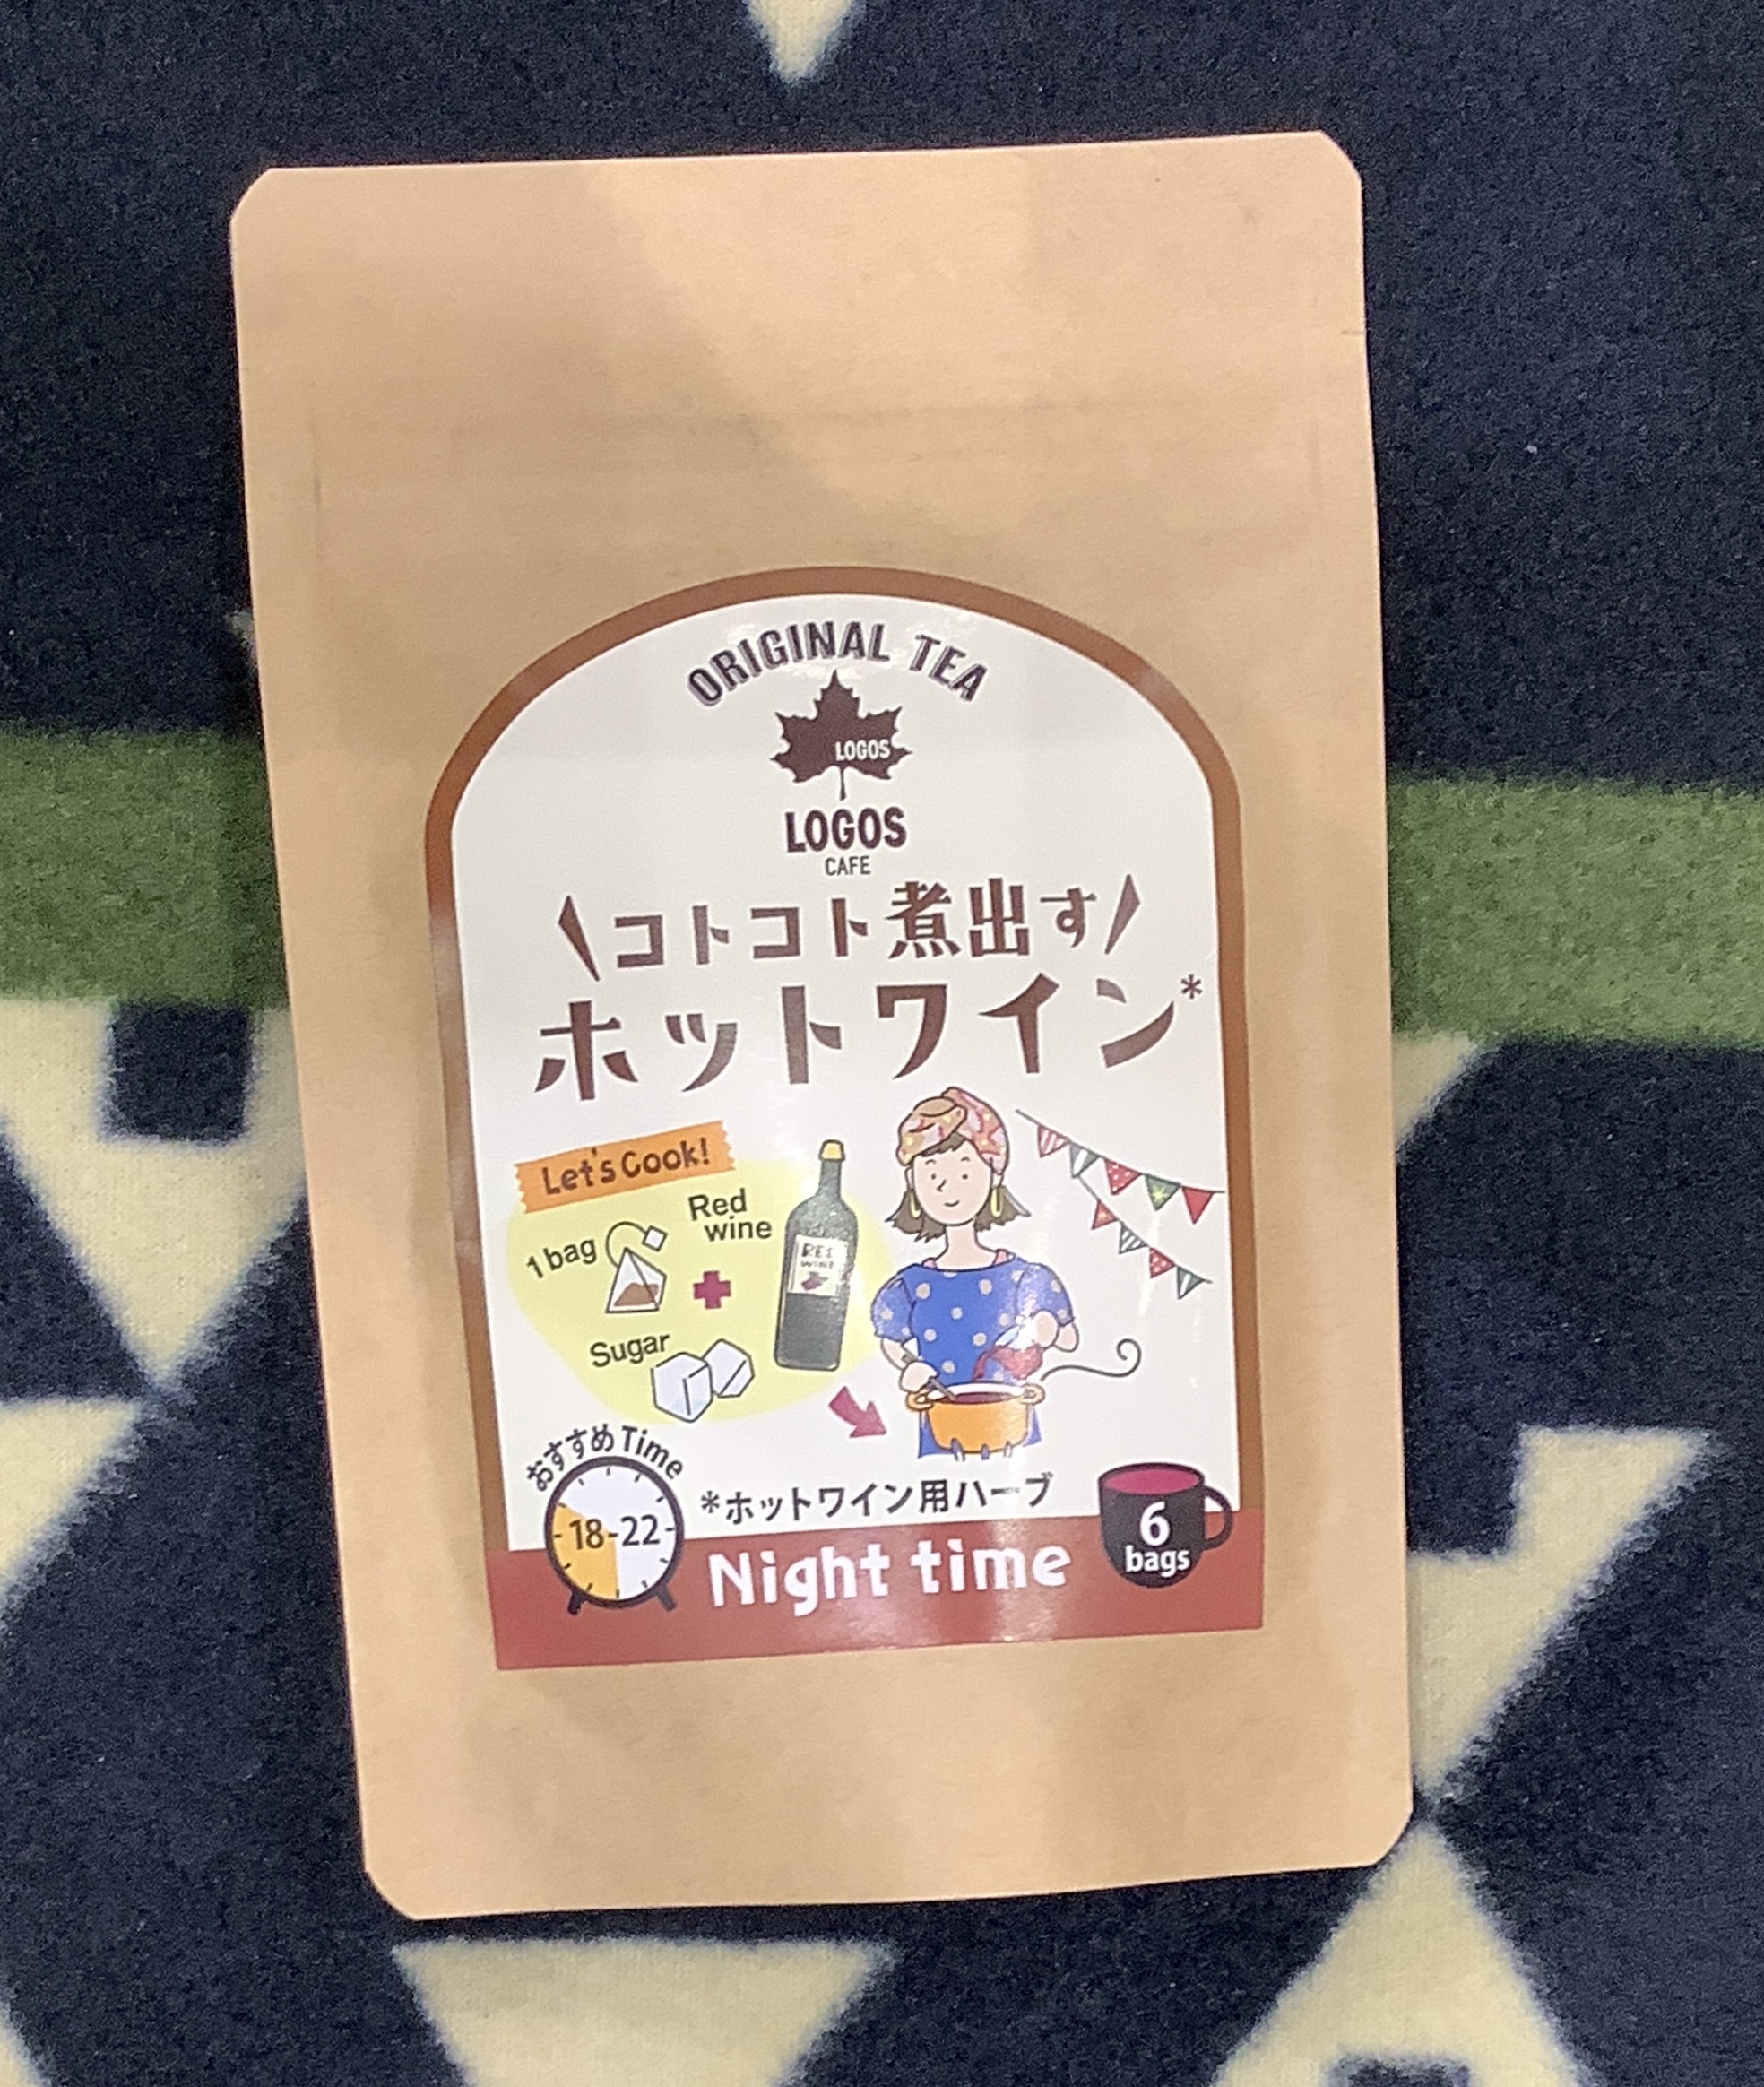 ORIGINAL TEA
LOGOS
LOGOS
CAFE
コトコト煮出す
ホットワイン*
Let's Cook!
Red
wine
1 bag
RED
WINE
Sugar
おすすめTime
18-22
*ホットワイン用ハーブ
6
bags
Night time